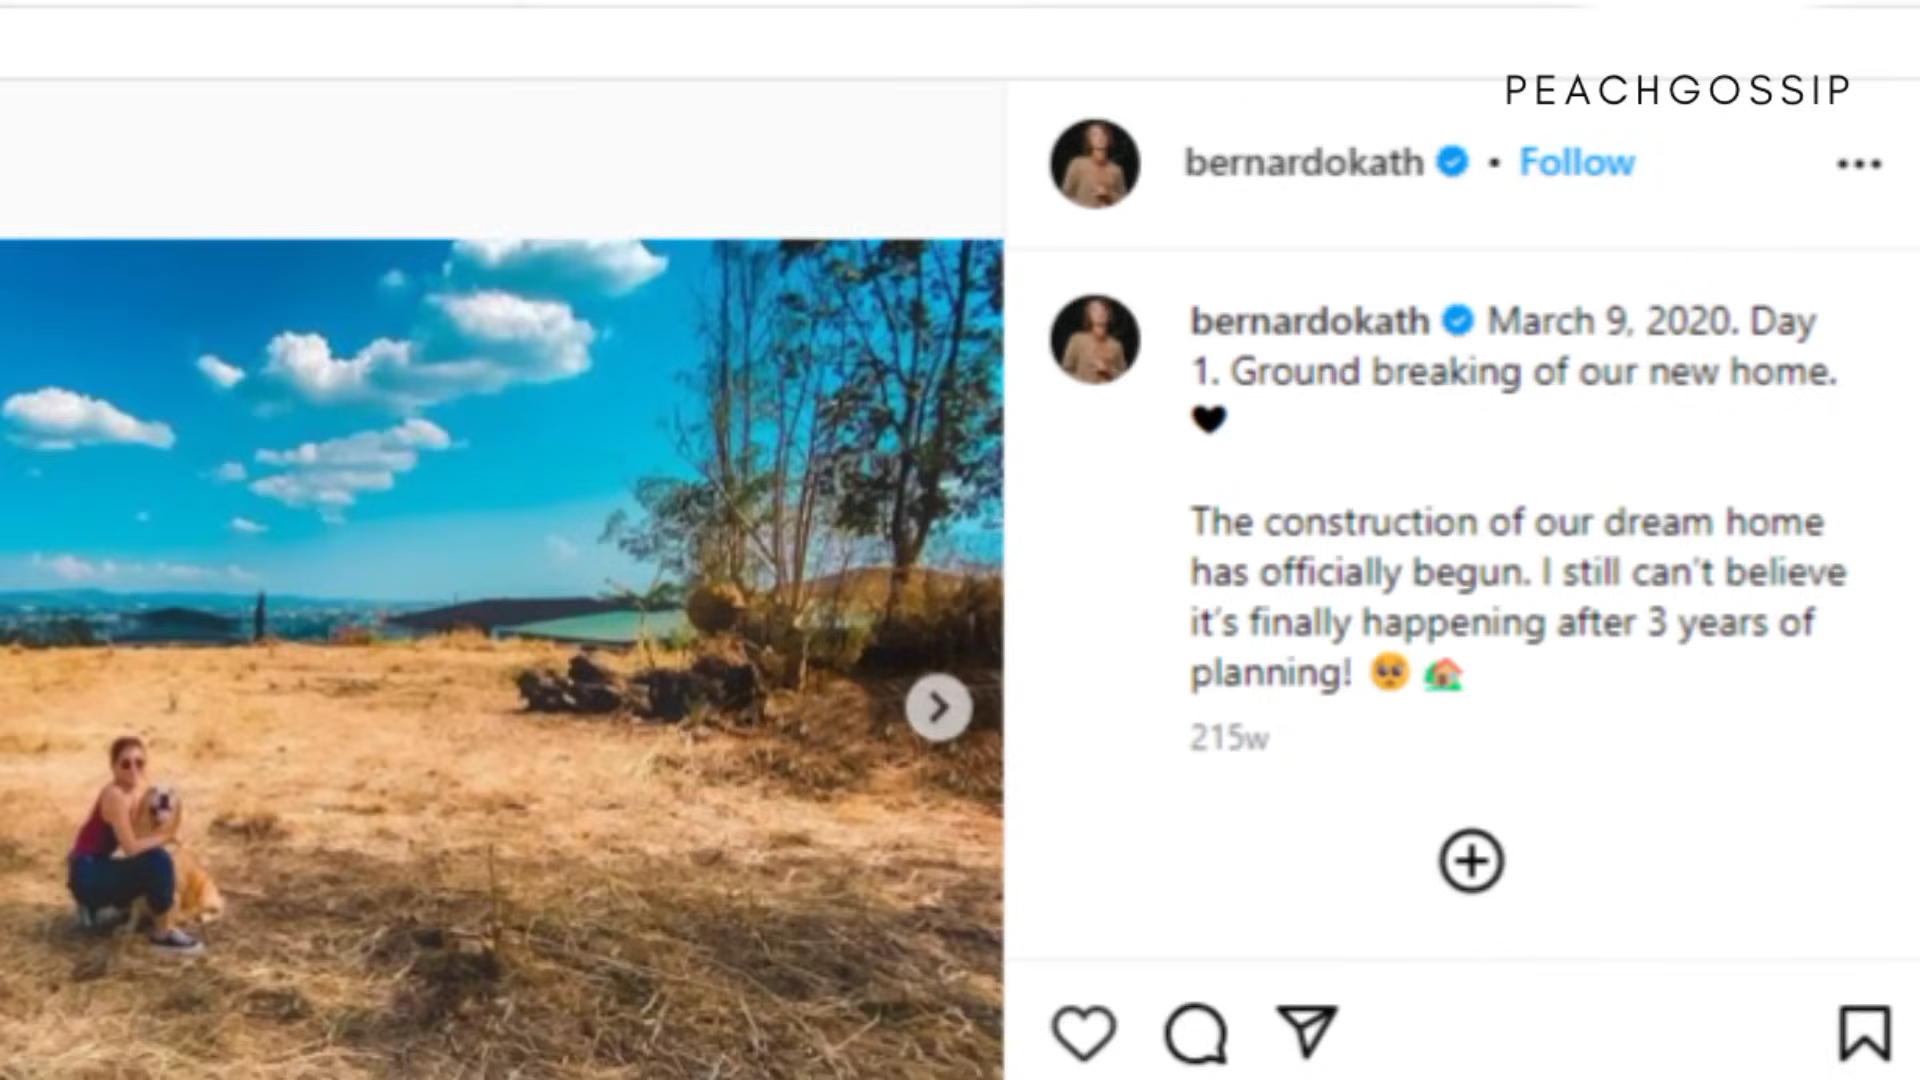 PEACHGOSSIP
bernardokath • Follow
bernardokath March 9, 2020. Day
1. Ground breaking of our new home.
🖤
The construction of our dream home
has officially begun. I still can't believe
it's finally happening after 3 years of
planning! 🥺 🏡
215w